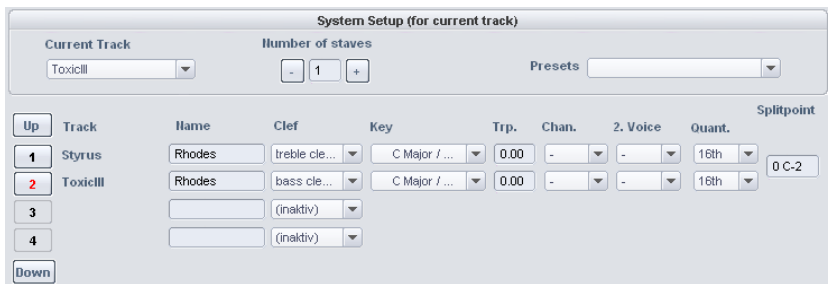 System Setup (for current track)
Current Track Number of staves
ToxicIII - 1 + Presets
Splitpoint
Up Track Name Clef Key Trp. Chan. 2. Voice Quant.
1 Styrus Rhodes treble cle... C Major / ... 0.00 - - 16th
0 C-2
2 ToxicIII Rhodes bass cle... C Major / ... 0.00 - - 16th
3 (inaktiv)
4 (inaktiv)
Down